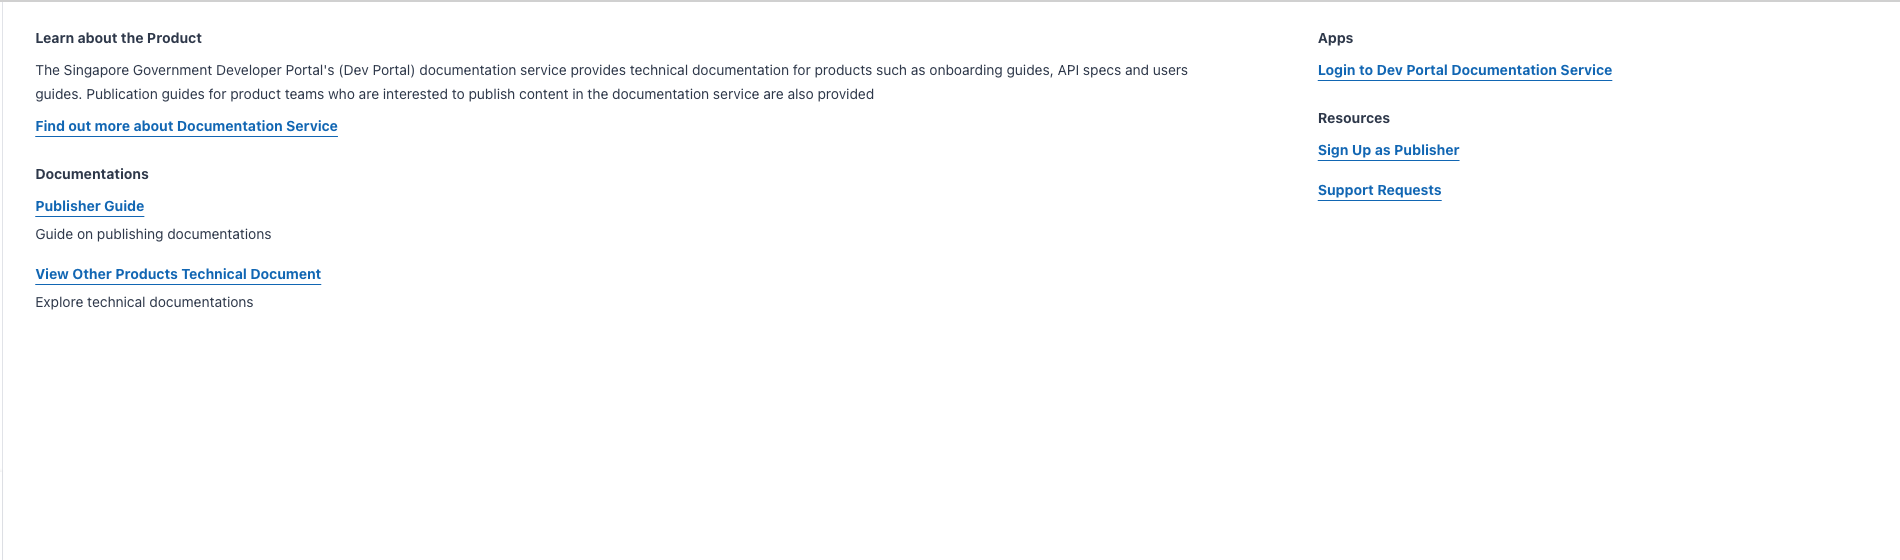 Learn about the Product
The Singapore Government Developer Portal's (Dev Portal) documentation service provides technical documentation for products such as onboarding guides, API specs and users
guides. Publication guides for product teams who are interested to publish content in the documentation service are also provided
Find out more about Documentation Service
Documentations
Publisher Guide
Guide on publishing documentations
View Other Products Technical Document
Explore technical documentations
Apps
Login to Dev Portal Documentation Service
Resources
Sign Up as Publisher
Support Requests